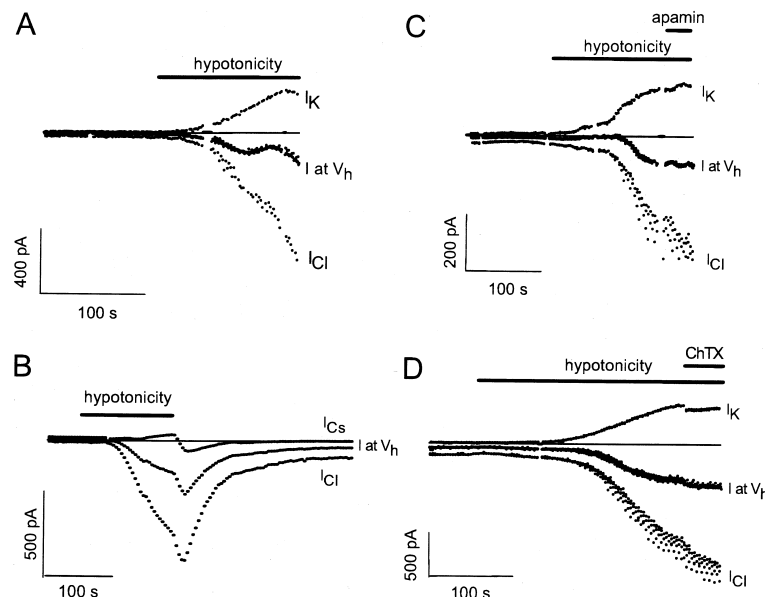 A
hypotonicity
IK
I at Vh
ICl
400 pA
100 s
C
apamin
hypotonicity
IK
I at Vh
ICl
200 pA
100 s
B
hypotonicity
ICs
I at Vh
ICl
500 pA
100 s
D
ChTX
hypotonicity
IK
I at Vh
ICl
500 pA
100 s